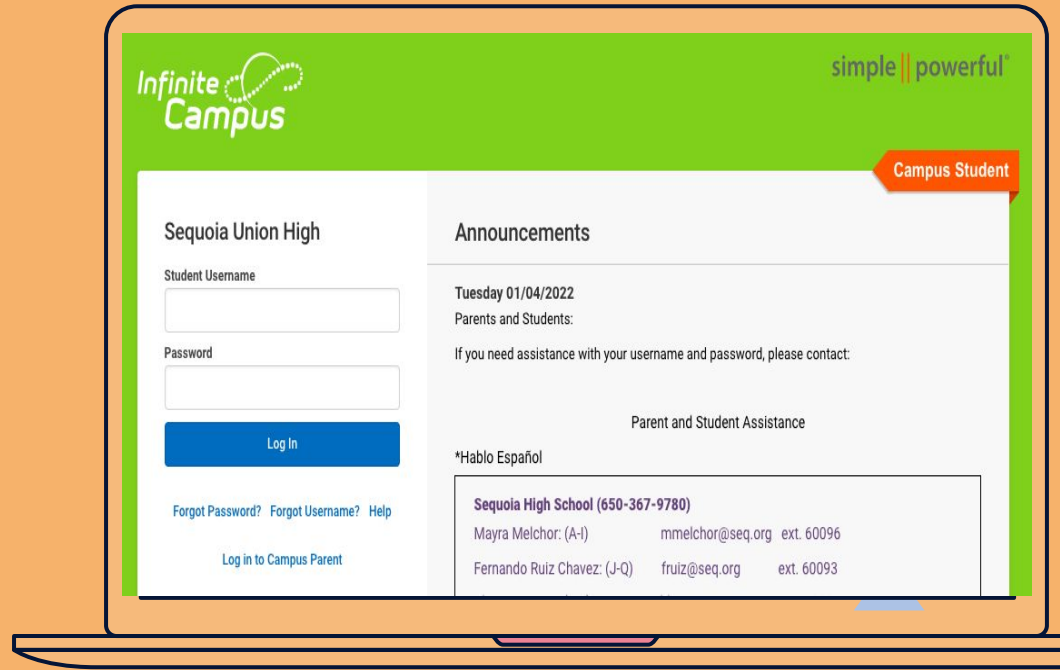 Infinite
Campus
simple || powerful®
Campus Student
Sequoia Union High
Student Username
Password
Log In
Forgot Password? Forgot Username? Help
Log in to Campus Parent
Announcements
Tuesday 01/04/2022
Parents and Students:
If you need assistance with your username and password, please contact:
Parent and Student Assistance
*Hablo Español
Sequoia High School (650-367-9780)
Mayra Melchor: (A-I) mmelchor@seq.org ext. 60096
Fernando Ruiz Chavez: (J-Q) fruiz@seq.org ext. 60093